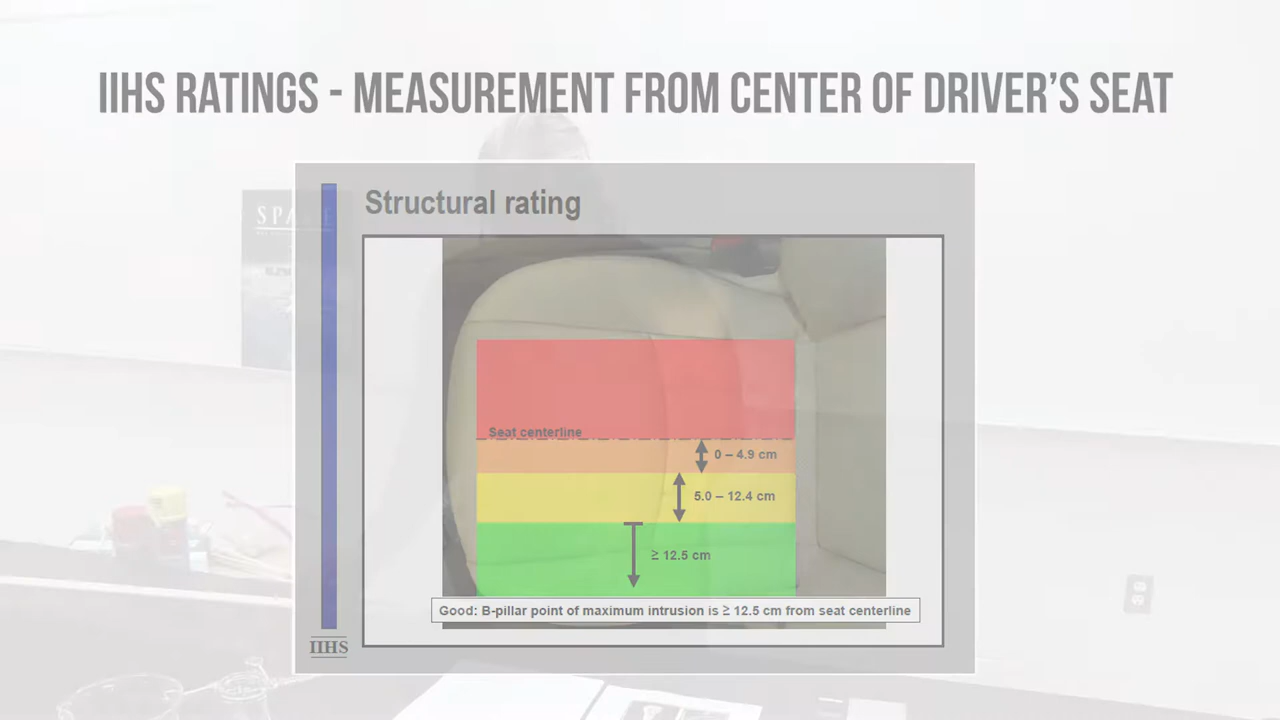 IIHS RATINGS - MEASUREMENT FROM CENTER OF DRIVER'S SEAT
Structural rating
SPACE
Seat centerline
0 – 4.9 cm
5.0 – 12.4 cm
≥ 12.5 cm
Good: B-pillar point of maximum intrusion is ≥ 12.5 cm from seat centerline
IIHS